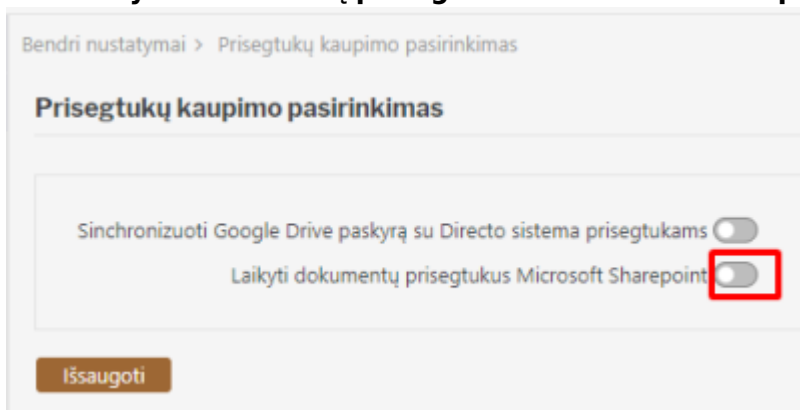 Bendri nustatymai > Prisegtukų kaupimo pasirinkimas
Prisegtukų kaupimo pasirinkimas
Sinchronizuoti Google Drive paskyrą su Directo sistema prisegtukams
Laikyti dokumentų prisegtukus Microsoft Sharepoint
Išsaugoti